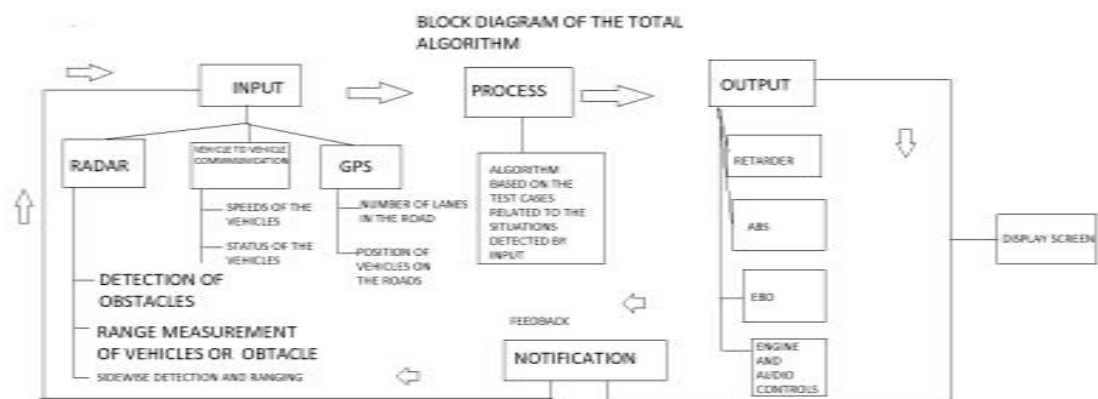 BLOCK DIAGRAM OF THE TOTAL
ALGORITHM
INPUT
PROCESS
OUTPUT
RADAR
VEHICLE TO VEHICLE
COMMMUNICATION
GPS
ALGORITHM
BASED ON THE
TEST CASES
RELATED TO THE
SITUATIONS
DETECTED BY
INPUT
RETARDER
SPEEDS OF THE
VEHICLES
NUMBER OF LANES
IN THE ROAD
ABS
STATUS OF THE
VEHICLES
POSITION OF
VEHICLES ON
THE ROADS
DISPLAY SCREEN
DETECTION OF
OBSTACLES
EBD
RANGE MEASUREMENT
OF VEHICLES OR OBTACLE
SIDEWISE DETECTION AND RANGING
FEEDBACK
NOTIFICATION
ENGINE
AND
AUDIO
CONTROLS